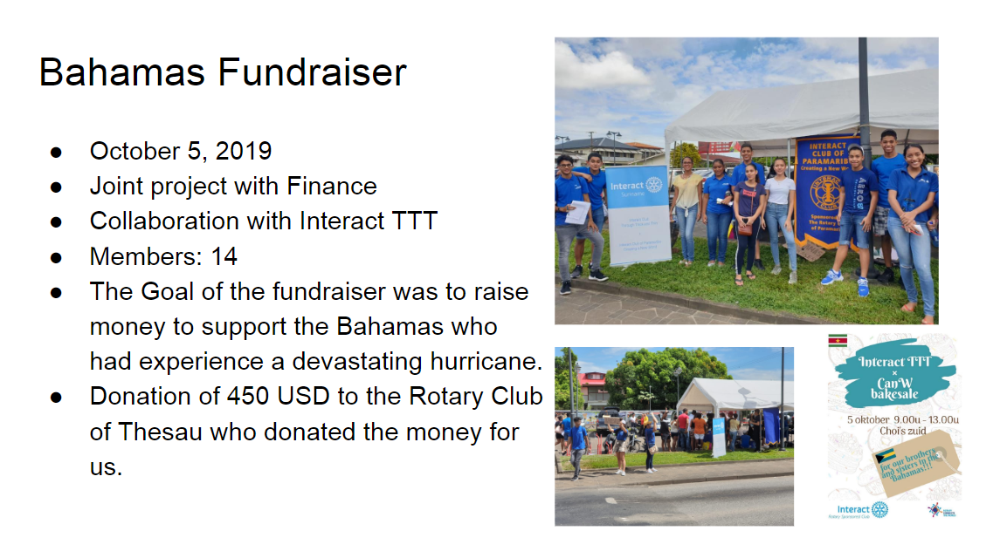 Bahamas Fundraiser
● October 5, 2019
● Joint project with Finance
● Collaboration with Interact TTT
● Members: 14
● The Goal of the fundraiser was to raise
money to support the Bahamas who
had experience a devastating hurricane.
● Donation of 450 USD to the Rotary Club
of Thesau who donated the money for
us.
Interact
Suriname
INTERACT
CLUB OF
PARAMARIB
Creating a New W
Sponsored
The Rotary
of Paramarib
ARROW
Interact TTT
×
CanW
bakesale
5 oktober 9.00u - 13.00u
Choi's zuid
for our brothers
and sisters in the
Bahamas!!!
Interact
Rotary Sponsored Club